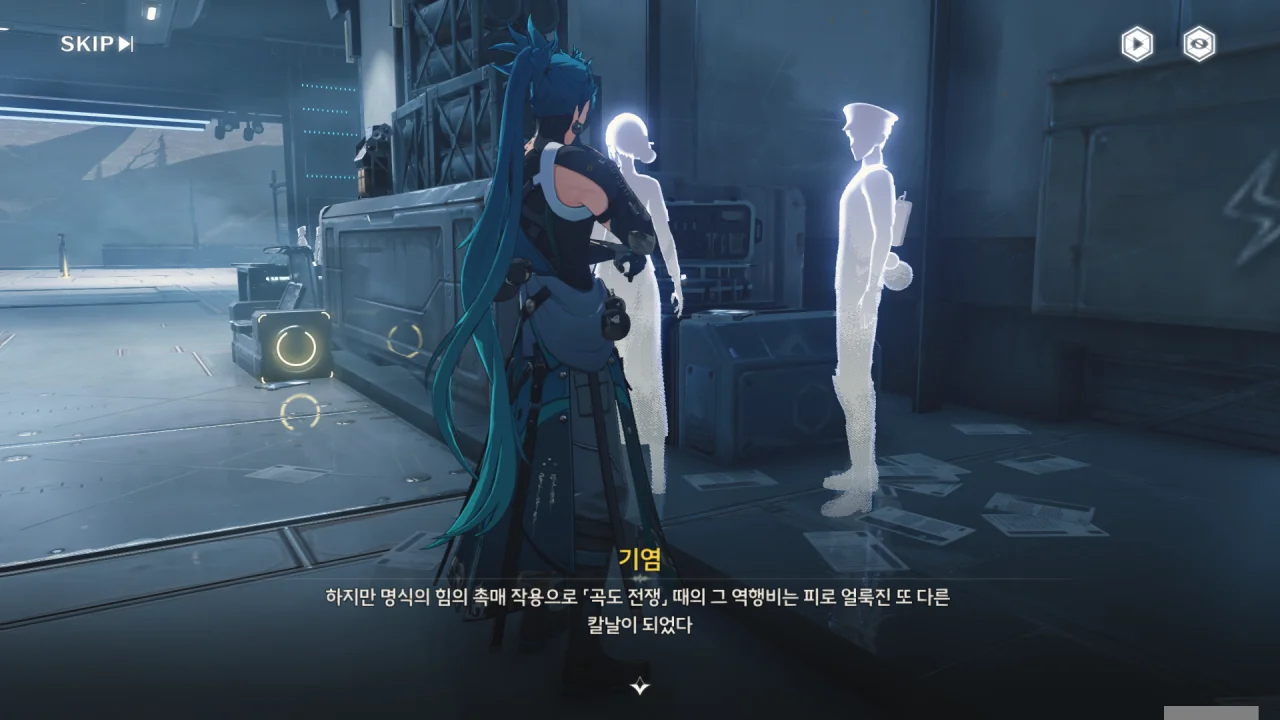 SKIP
기염
하지만 명식의 힘의 촉매 작용으로 「곡도 전쟁」 때의 그 역행비는 피로 얼룩진 또 다른
칼날이 되었다